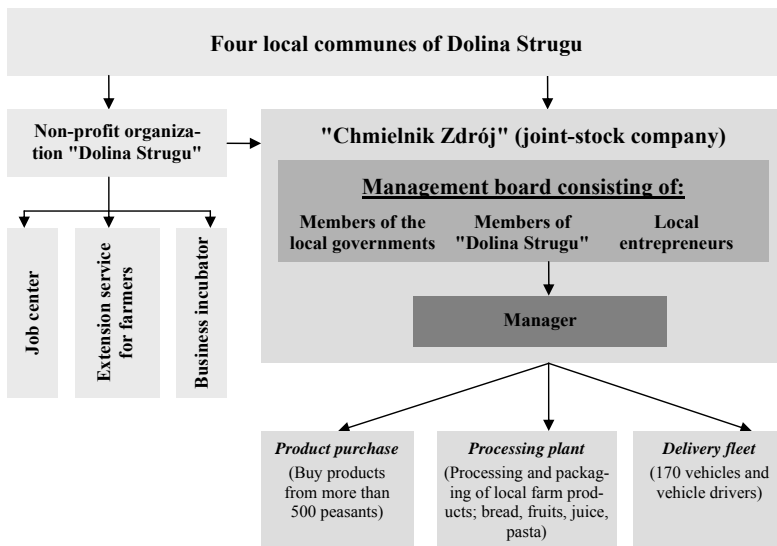 Four local communes of Dolina Strugu
Non-profit organiza-
tion "Dolina Strugu"
"Chmielnik Zdrój" (joint-stock company)
Management board consisting of:
Members of the
local governments
Members of
"Dolina Strugu"
Local
entrepreneurs
Manager
Job center
Extension service
for farmers
Business incubator
Product purchase
(Buy products
from more than
500 peasants)
Processing plant
(Processing and packag-
ing of local farm prod-
ucts; bread, fruits, juice,
pasta)
Delivery fleet
(170 vehicles and
vehicle drivers)